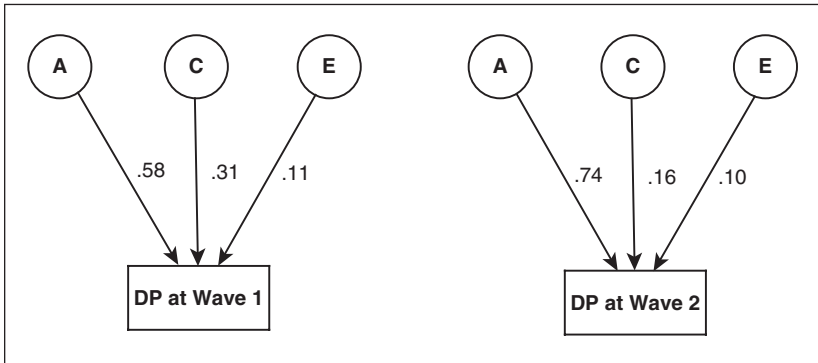 A C E A C E
.58 .31 .11 .74 .16 .10
DP at Wave 1 DP at Wave 2